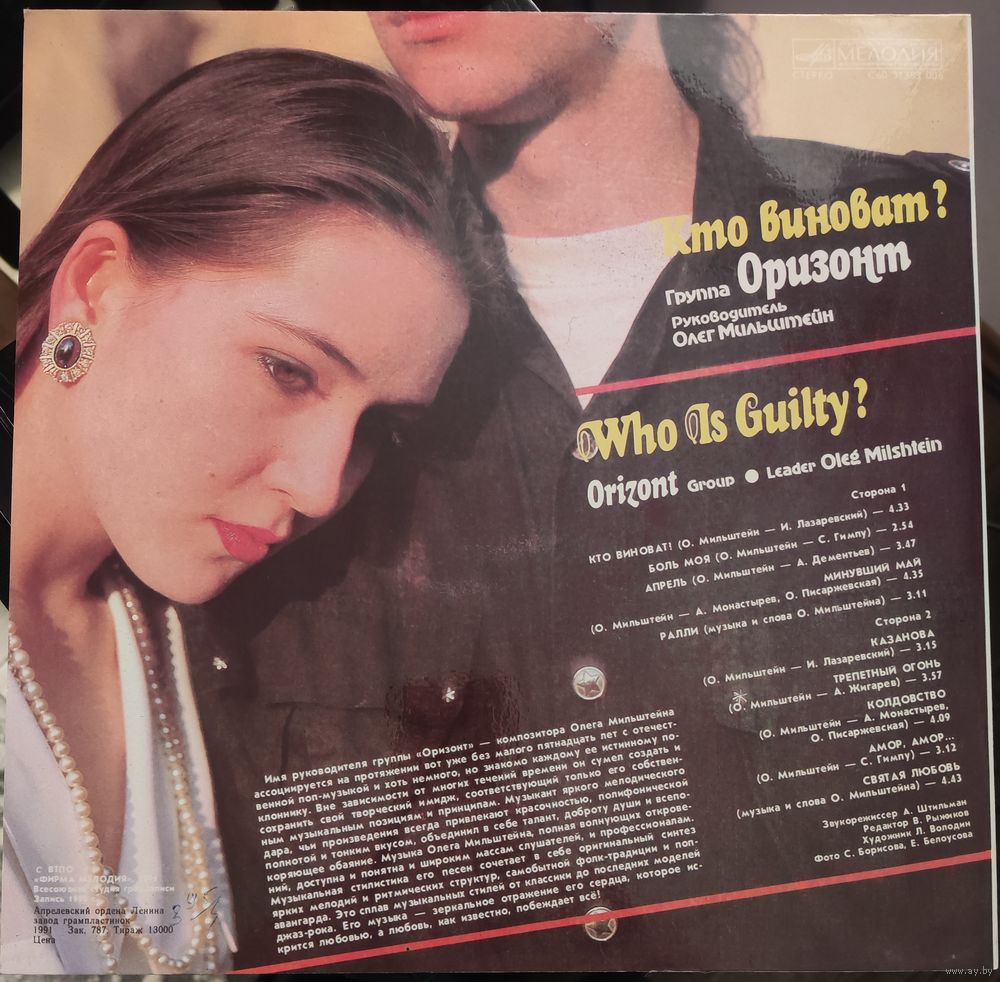 МЕЛОДИЯ
СТЕРЕО
Кто виноват?
Группа Оризонт
Руководитель
Олег Мильштейн
Who Is Guilty?
Orizont Group ● Leader Oleg Milshtein
Сторона 1
КТО ВИНОВАТ! (О. Мильштейн — И. Лазаревский) — 4.33
БОЛЬ МОЯ (О. Мильштейн — С. Гимпу) — 2.54
АПРЕЛЬ (О. Мильштейн — А. Дементьев) — 3.47
МИНУВШИЙ МАЙ
(О. Мильштейн — А. Монастырев, О. Писаржевская) — 4.35
РАЛЛИ (музыка и слова О. Мильштейна) — 3.11
Сторона 2
КАЗАНОВА
(О. Мильштейн — И. Лазаревский) — 3.15
ТРЕПЕТНЫЙ ОГОНЬ
(О. Мильштейн — А. Жигарев) — 3.57
КОЛДОВСТВО
(О. Мильштейн — А. Монастырев,
О. Писаржевская) — 4.09
АМОР, АМОР...
(О. Мильштейн — С. Гимпу) — 3.12
СВЯТАЯ ЛЮБОВЬ
(музыка и слова О. Мильштейна) — 4.43
Звукорежиссер А. Штильман
Редактор В. Рыжиков
Художник Л. Володин
Фото С. Борисова, Е. Белоусова
Имя руководителя группы «Оризонт» — композитора Олега Мильштейна
ассоциируется на протяжении вот уже без малого пятнадцать лет с отечест-
венной поп-музыкой и хоть немного, но знакомо каждому ее истинному по-
клоннику. Вне зависимости от многих течений времени он сумел создать и
сохранить свой творческий имидж, соответствующий только его собствен-
ным музыкальным позициям и принципам. Музыкант яркого мелодического
дара, чьи произведения всегда привлекают красочностью, полифонической
полнотой и тонким вкусом, объединил в себе талант, доброту души и всепо-
коряющее обаяние. Музыка Олега Мильштейна, полная волнующих открове-
ний, доступна и понятна и широким массам слушателей, и профессионалам.
Музыкальная стилистика его песен сочетает в себе оригинальный синтез
ярких мелодий и ритмических структур, самобытной фолк-традиции и поп-
авангарда. Это сплав музыкальных стилей от классики до последних моделей
джаз-рока. Его музыка — зеркальное отражение его сердца, которое ис-
крится любовью, а любовь, как известно, побеждает всё!
С ВТПО
«ФИРМА МЕЛОДИЯ»,
Всесоюзная студия грамзаписи
Запись
Апрелевский ордена Ленина
завод грампластинок
1991 Зак. 787. Тираж 13000
Цена
www.ay.by